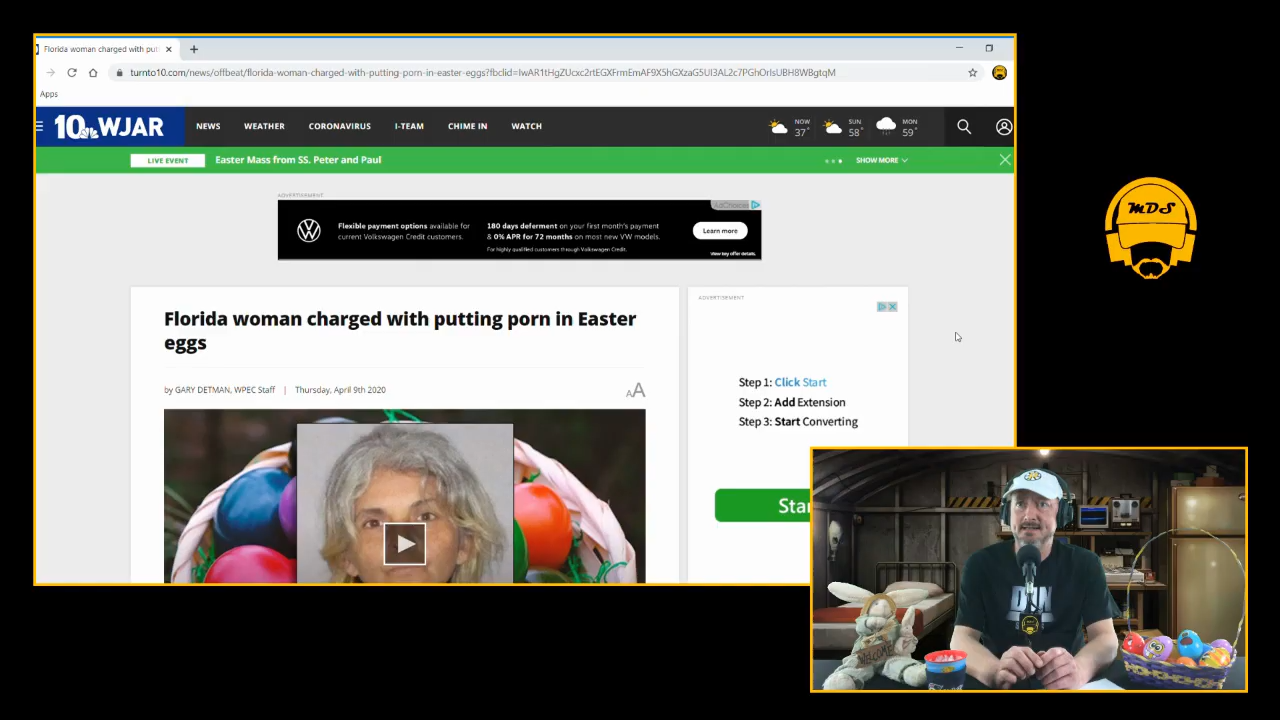 Florida woman charged with put
turnto10.com/news/offbeat/florida-woman-charged-with-putting-porn-in-easter-eggs?fbclid=IwAR1tHgZUcxc2rtEGXFrmEmAF9X5hGXzaG5UI3AL2c7PGhOrIsUBH8WBgtqM
Apps
10 WJAR NEWS WEATHER CORONAVIRUS I-TEAM CHIME IN WATCH NOW 37° SUN 58° MON 59°
LIVE EVENT Easter Mass from SS. Peter and Paul SHOW MORE
ADVERTISEMENT
AdChoices
Flexible payment options available for
current Volkswagen Credit customers.
180 days deferment on your first month's payment
& 0% APR for 72 months on most new VW models.
For highly qualified customers through Volkswagen Credit.
Learn more
View key offer details.
MDS
Florida woman charged with putting porn in Easter
eggs
by GARY DETMAN, WPEC Staff | Thursday, April 9th 2020
AA
ADVERTISEMENT
Step 1: Click Start
Step 2: Add Extension
Step 3: Start Converting
Star
WELCOME